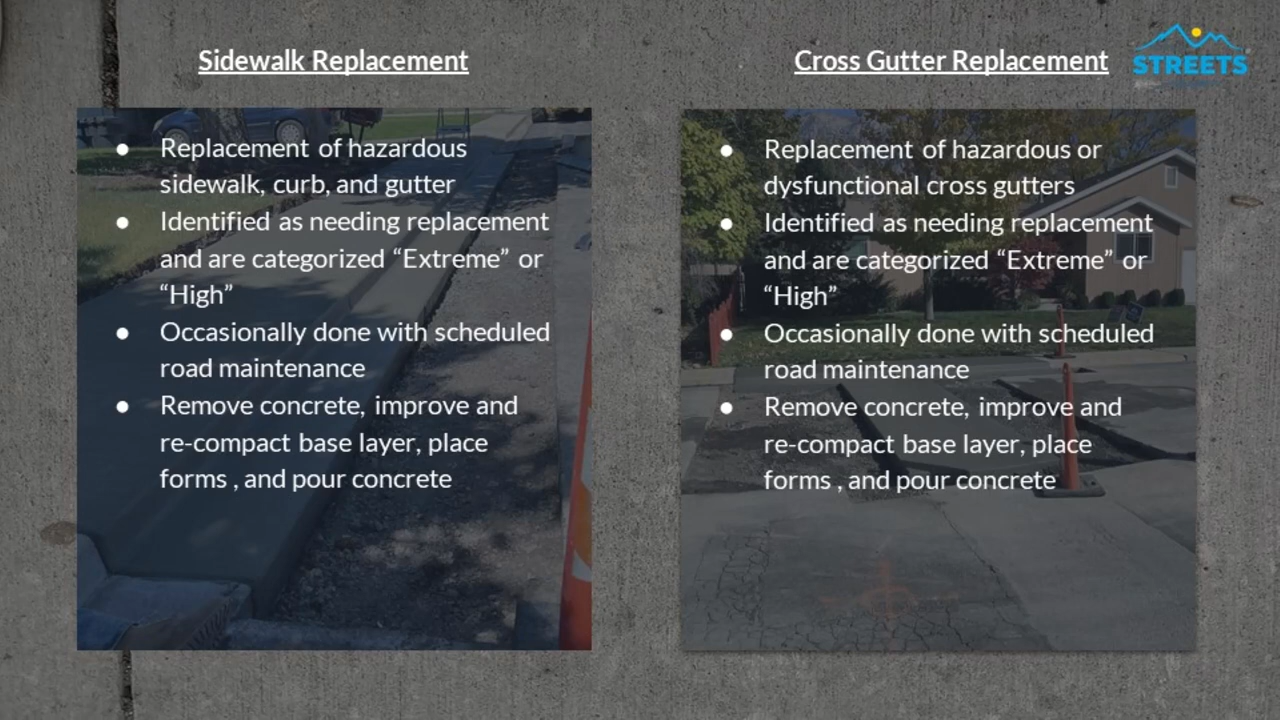 Sidewalk Replacement
● Replacement of hazardous
sidewalk, curb, and gutter
● Identified as needing replacement
and are categorized “Extreme” or
“High”
● Occasionally done with scheduled
road maintenance
● Remove concrete, improve and
re-compact base layer, place
forms , and pour concrete
Cross Gutter Replacement
● Replacement of hazardous or
dysfunctional cross gutters
● Identified as needing replacement
and are categorized “Extreme” or
“High”
● Occasionally done with scheduled
road maintenance
● Remove concrete, improve and
re-compact base layer, place
forms , and pour concrete
STREETS